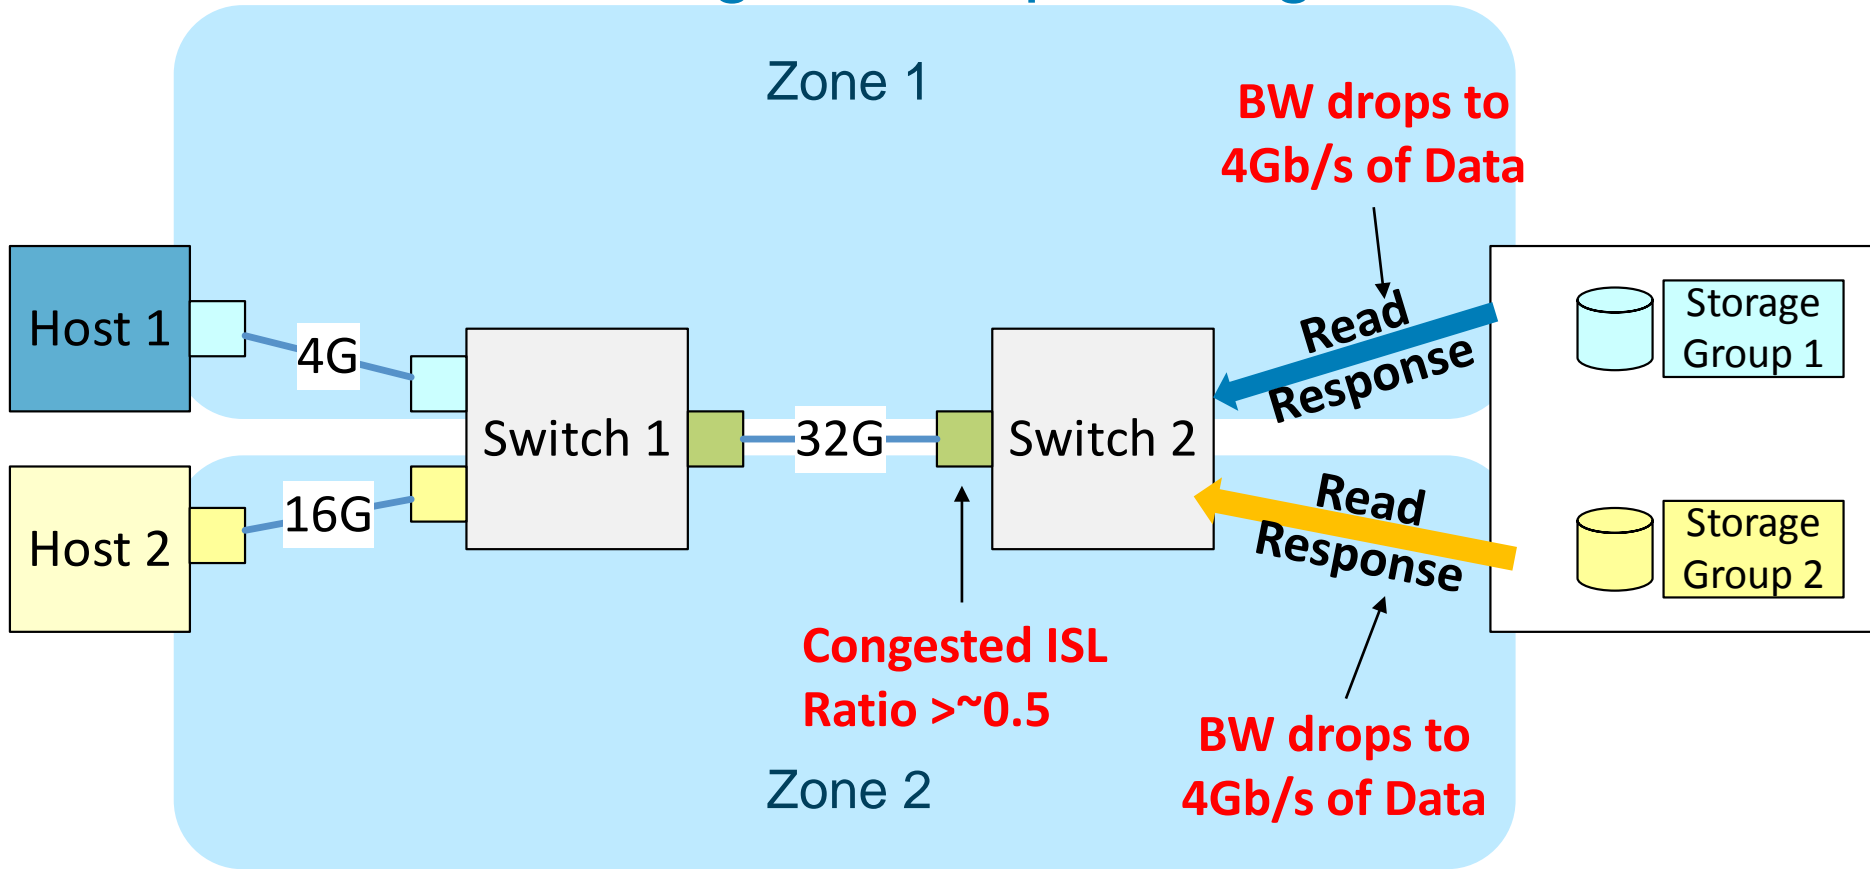 Zone 1
BW drops to
4Gb/s of Data
Host 1
4G
Switch 1
32G
Switch 2
Read
Response
Storage
Group 1
Host 2
16G
Read
Response
Storage
Group 2
Congested ISL
Ratio >~0.5
BW drops to
4Gb/s of Data
Zone 2